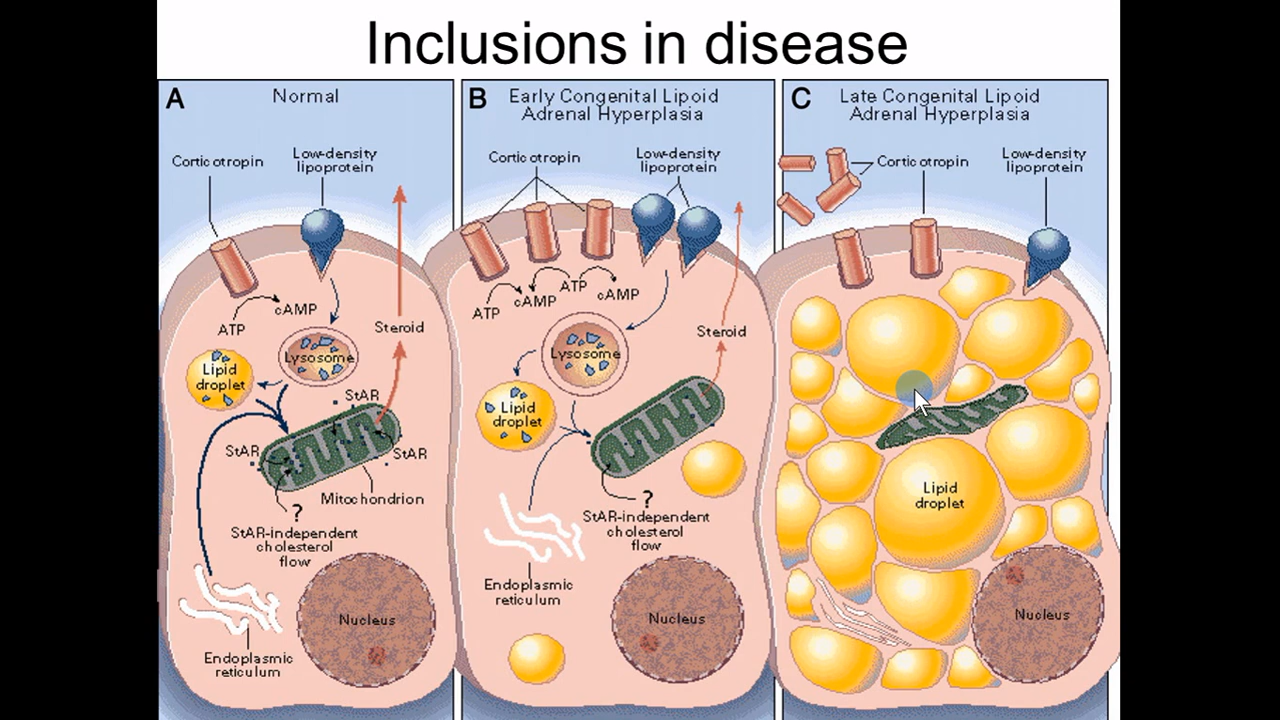 Inclusions in disease
A
Normal
Corticotropin
Low-density
lipoprotein
ATP
cAMP
Steroid
Lysosome
Lipid
droplet
StAR
StAR
StAR
Mitochondrion
?
StAR-independent
cholesterol
flow
Nucleus
Endoplasmic
reticulum
B
Early Congenital Lipoid
Adrenal Hyperplasia
Corticotropin
Low-density
lipoprotein
ATP
cAMP
ATP
cAMP
Steroid
Lysosome
Lipid
droplet
?
StAR-independent
cholesterol
flow
Endoplasmic
reticulum
Nucleus
C
Late Congenital Lipoid
Adrenal Hyperplasia
Corticotropin
Low-density
lipoprotein
Lipid
droplet
Nucleus